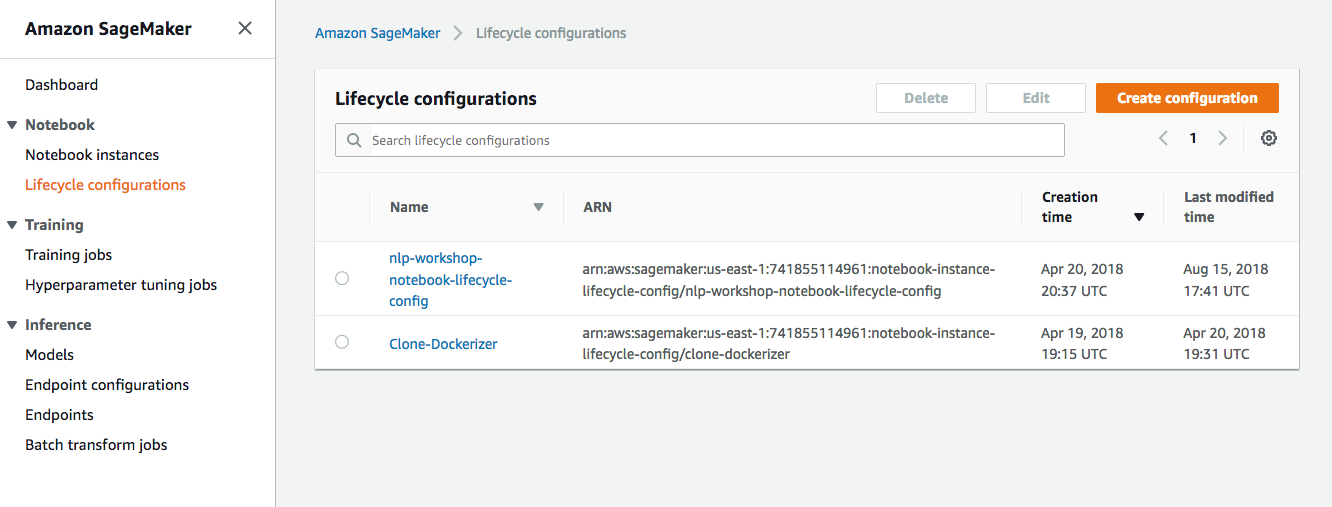 Amazon SageMaker
Dashboard
Notebook
Notebook instances
Lifecycle configurations
Training
Training jobs
Hyperparameter tuning jobs
Inference
Models
Endpoint configurations
Endpoints
Batch transform jobs
Amazon SageMaker > Lifecycle configurations
Lifecycle configurations
Delete
Edit
Create configuration
Search lifecycle configurations
1
Name
ARN
Creation
time
Last modified
time
nlp-workshop-
notebook-lifecycle-
config
arn:aws:sagemaker:us-east-1:741855114961:notebook-instance-
lifecycle-config/nlp-workshop-notebook-lifecycle-config
Apr 20, 2018
20:37 UTC
Aug 15, 2018
17:41 UTC
Clone-Dockerizer
arn:aws:sagemaker:us-east-1:741855114961:notebook-instance-
lifecycle-config/clone-dockerizer
Apr 19, 2018
19:15 UTC
Apr 20, 2018
19:31 UTC